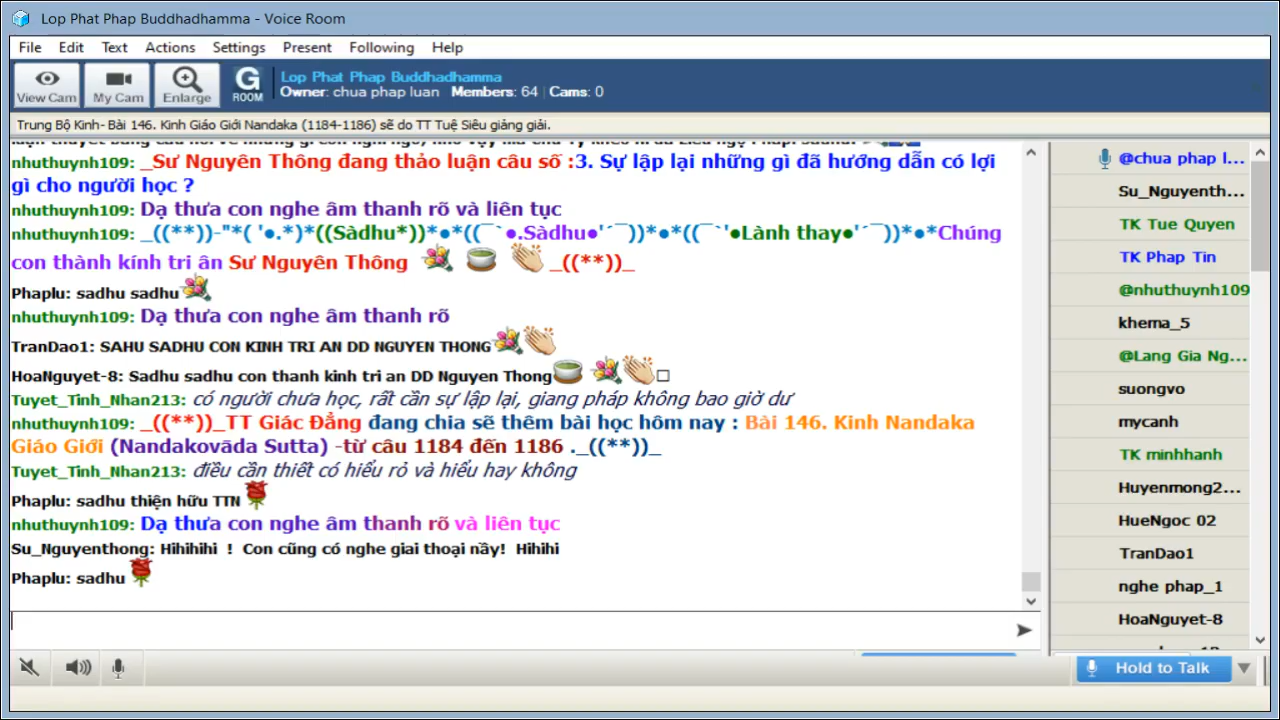 Lop Phat Phap Buddhadhamma - Voice Room
File Edit Text Actions Settings Present Following Help
View Cam My Cam Enlarge G ROOM
Lop Phat Phap Buddhadhamma
Owner: chua phap luan Members: 64 | Cams: 0
Trung Bộ Kinh- Bài 146. Kinh Giáo Giới Nandaka (1184-1186) sẽ do TT Tuệ Siêu giảng giải.
nhuthuynh109: _Sư Nguyên Thông đang thảo luận câu số :3. Sự lập lại những gì đã hướng dẫn có lợi
gì cho người học ?
nhuthuynh109: Dạ thưa con nghe âm thanh rõ và liên tục
nhuthuynh109: _((**))-"*( '●.*)*((Sàdhu*))*●*((¯`●.Sàdhu●'´¯))*●*((¯`'●Lành thay●'´¯))*●*Chúng
con thành kính tri ân Sư Nguyên Thông _((**))_
Phaplu: sadhu sadhu
nhuthuynh109: Dạ thưa con nghe âm thanh rõ
TranDao1: SAHU SADHU CON KINH TRI AN DD NGUYEN THONG
HoaNguyet-8: Sadhu sadhu con thanh kinh tri an DD Nguyen Thong
Tuyet_Tinh_Nhan213: có người chưa học, rất cần sự lập lại, giang pháp không bao giờ dư
nhuthuynh109: _((**))_TT Giác Đẳng đang chia sẽ thêm bài học hôm nay : Bài 146. Kinh Nandaka
Giáo Giới (Nandakovāda Sutta) -từ câu 1184 đến 1186 ._((**))_
Tuyet_Tinh_Nhan213: điều cần thiết có hiểu rỏ và hiểu hay không
Phaplu: sadhu thiện hữu TTN
nhuthuynh109: Dạ thưa con nghe âm thanh rõ và liên tục
Su_Nguyenthong: Hihihihi ! Con cũng có nghe giai thoại nầy! Hihihi
Phaplu: sadhu
@chua phap l...
Su_Nguyenth...
TK Tue Quyen
TK Phap Tin
@nhuthuynh109
khema_5
@Lang Gia Ng...
suongvo
mycanh
TK minhhanh
Huyenmong2...
HueNgoc 02
TranDao1
nghe phap_1
HoaNguyet-8
Hold to Talk